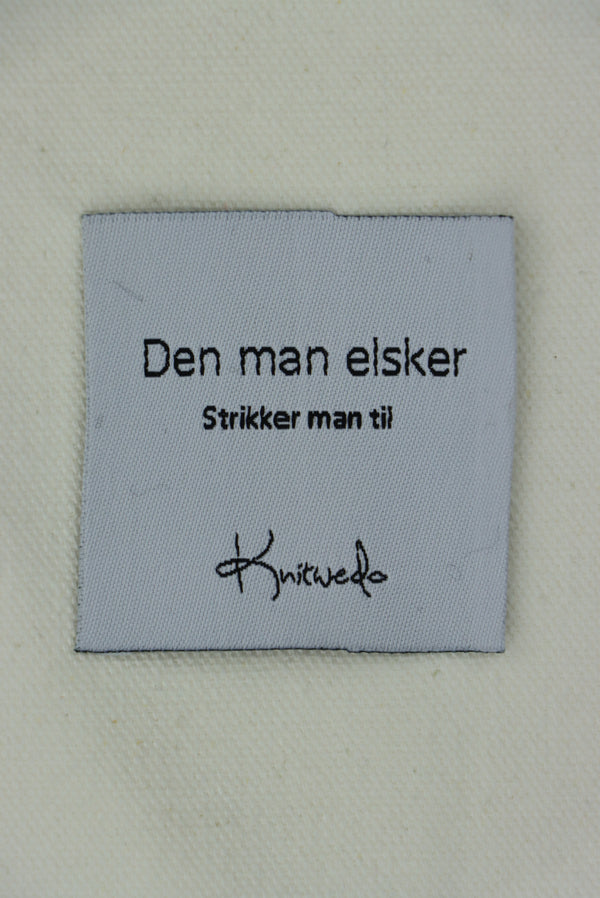 Den man elsker
Strikker man til
Knitwedo